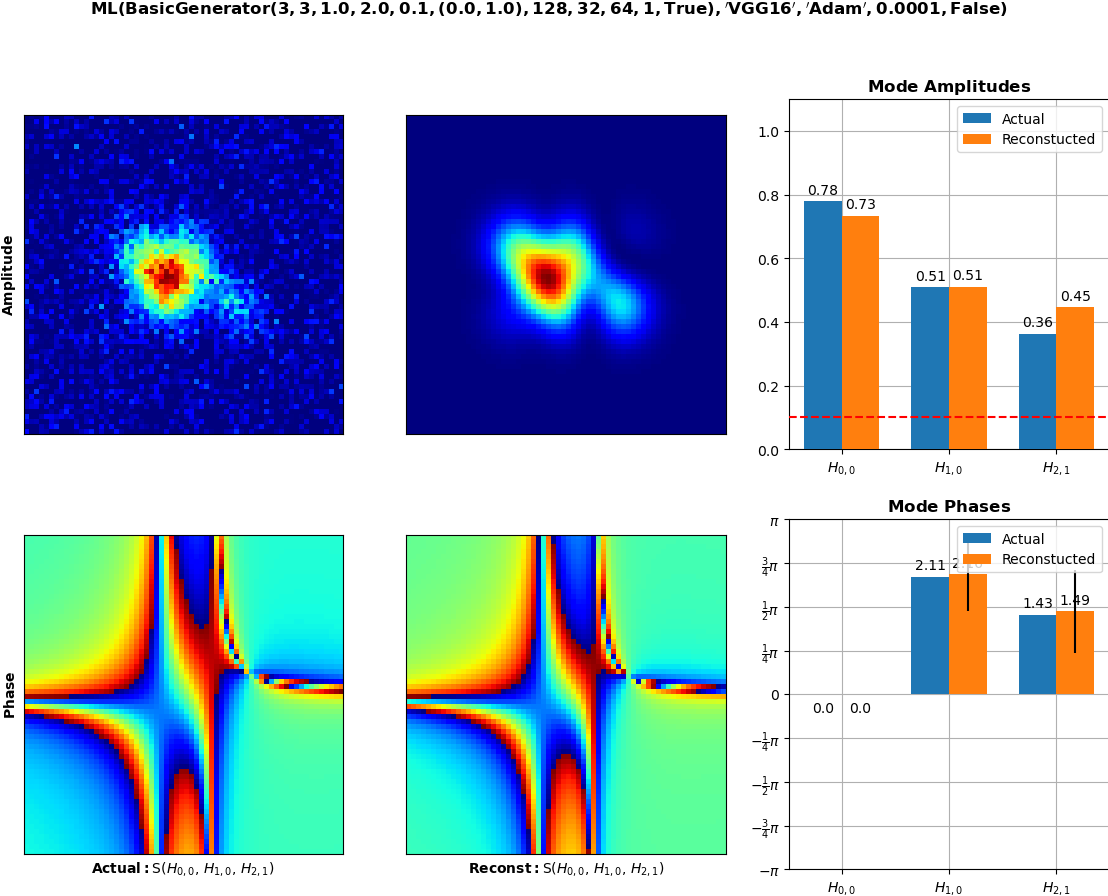 ML(BasicGenerator(3, 3, 1.0, 2.0, 0.1, (0.0, 1.0), 128, 32, 64, 1, True), ′VGG16′, ′Adam′, 0.0001, False)
Amplitude
Mode Amplitudes
Actual
Reconstucted
1.0
0.8
0.6
0.4
0.2
0.0
0.78
0.73
0.51
0.51
0.36
0.45
H0,0
H1,0
H2,1
Phase
Actual: S(H0,0, H1,0, H2,1)
Reconst: S(H0,0, H1,0, H2,1)
Mode Phases
Actual
Reconstucted
π
3/4π
1/2π
1/4π
0
−1/4π
−1/2π
−3/4π
−π
0.0
0.0
2.11
1.43
1.49
H0,0
H1,0
H2,1